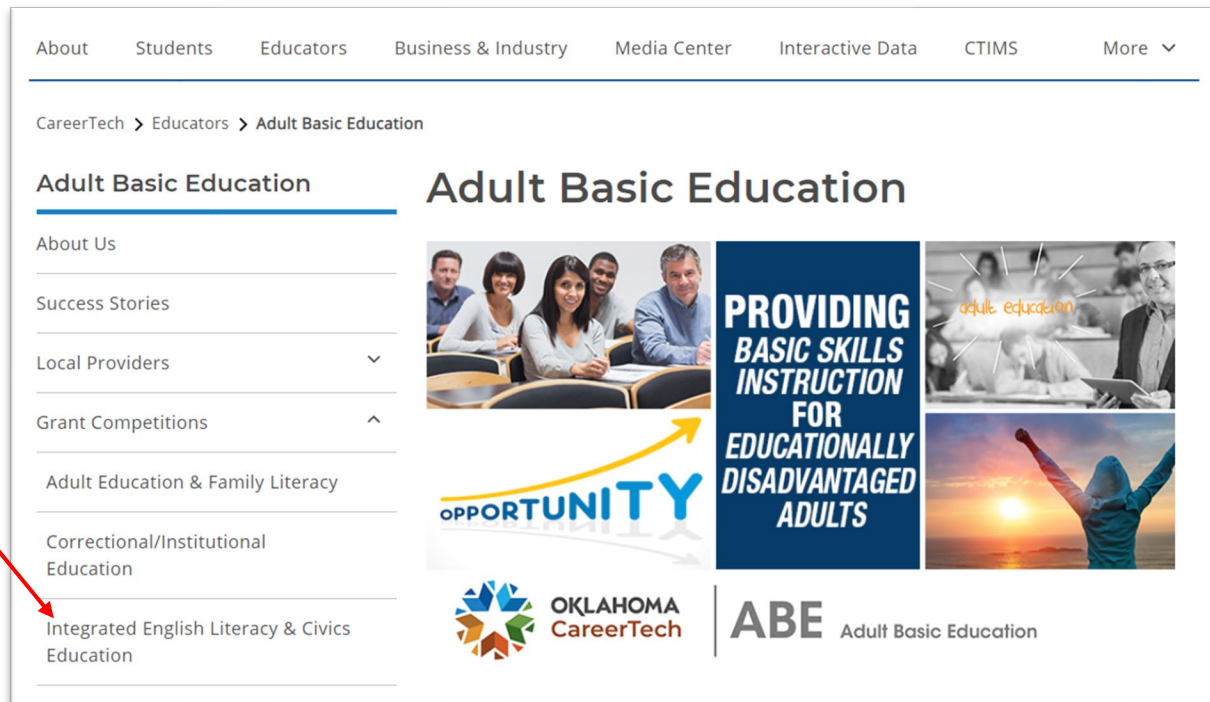 About Students Educators Business & Industry Media Center Interactive Data CTIMS More
CareerTech > Educators > Adult Basic Education
Adult Basic Education
About Us
Success Stories
Local Providers
Grant Competitions
Adult Education & Family Literacy
Correctional/Institutional
Education
Integrated English Literacy & Civics
Education
Adult Basic Education
PROVIDING
BASIC SKILLS
INSTRUCTION
FOR
EDUCATIONALLY
DISADVANTAGED
ADULTS
adult education
OPPORTUNITY
OKLAHOMA
CareerTech
ABE Adult Basic Education